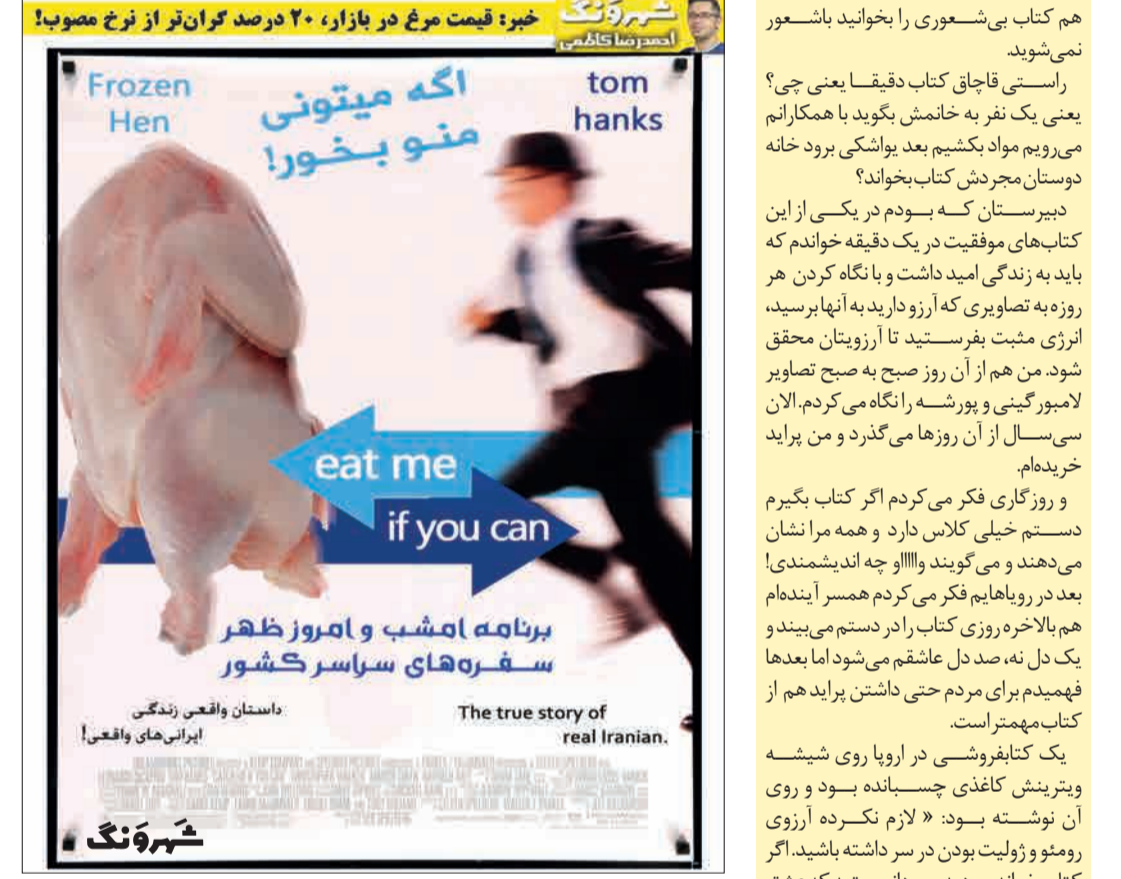 خبر: قیمت مرغ در بازار، ۲۰ درصد گران‌تر از نرخ مصوب!
شهروَنگ
احمدرضا کاظمی
Frozen
Hen
اگه میتونی
منو بخور!
tom
hanks
eat me
if you can
برنامه امشب و امروز ظهر
سفره‌های سراسر کشور
داستان واقعی زندگی
ایرانی‌های واقعی!
The true story of
real Iranian.
شَهروَنگ
هم کتاب بی‌شعوری را بخوانید باشعور
نمی‌شوید.
راستی قاچاق کتاب دقیقا یعنی چی؟
یعنی یک نفر به خانمش بگوید با همکارانم
می‌رویم مواد بکشیم بعد یواشکی برود خانه
دوستان مجردش کتاب بخواند؟
دبیرستان که بودم در یکی از این
کتاب‌های موفقیت در یک دقیقه خواندم که
باید به زندگی امید داشت و با نگاه کردن هر
روزه به تصاویری که آرزو دارید به آنها برسید،
انرژی مثبت بفرستید تا آرزویتان محقق
شود. من هم از آن روز صبح به صبح تصاویر
لامبورگینی و پورشه را نگاه می‌کردم. الان
سی‌سال از آن روزها می‌گذرد و من پراید
خریده‌ام.
و روزگاری فکر می‌کردم اگر کتاب بگیرم
دستم خیلی کلاس دارد و همه مرا نشان
می‌دهند و می‌گویند واااااو چه اندیشمندی!
بعد در رویاهایم فکر می‌کردم همسر آینده‌ام
هم بالاخره روزی کتاب را در دستم می‌بیند و
یک دل نه، صد دل عاشقم می‌شود اما بعدها
فهمیدم برای مردم حتی داشتن پراید هم از
کتاب مهمتر است.
یک کتابفروشی در اروپا روی شیشه
ویترینش کاغذی چسبانده بود و روی
آن نوشته بود: « لازم نکرده آرزوی
رومئو و ژولیت بودن در سر داشته باشید. اگر